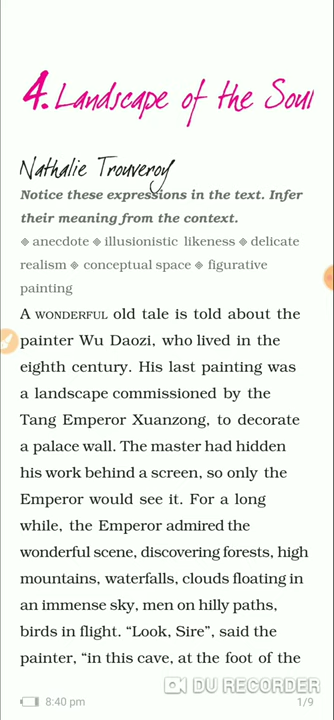 4. Landscape of the Soul
Nathalie Trouveroy
Notice these expressions in the text. Infer
their meaning from the context.
❖ anecdote ❖ illusionistic likeness ❖ delicate
realism ❖ conceptual space ❖ figurative
painting
A WONDERFUL old tale is told about the
painter Wu Daozi, who lived in the
eighth century. His last painting was
a landscape commissioned by the
Tang Emperor Xuanzong, to decorate
a palace wall. The master had hidden
his work behind a screen, so only the
Emperor would see it. For a long
while, the Emperor admired the
wonderful scene, discovering forests, high
mountains, waterfalls, clouds floating in
an immense sky, men on hilly paths,
birds in flight. “Look, Sire”, said the
painter, “in this cave, at the foot of the
DU RECORDER
8:40 pm 1/9